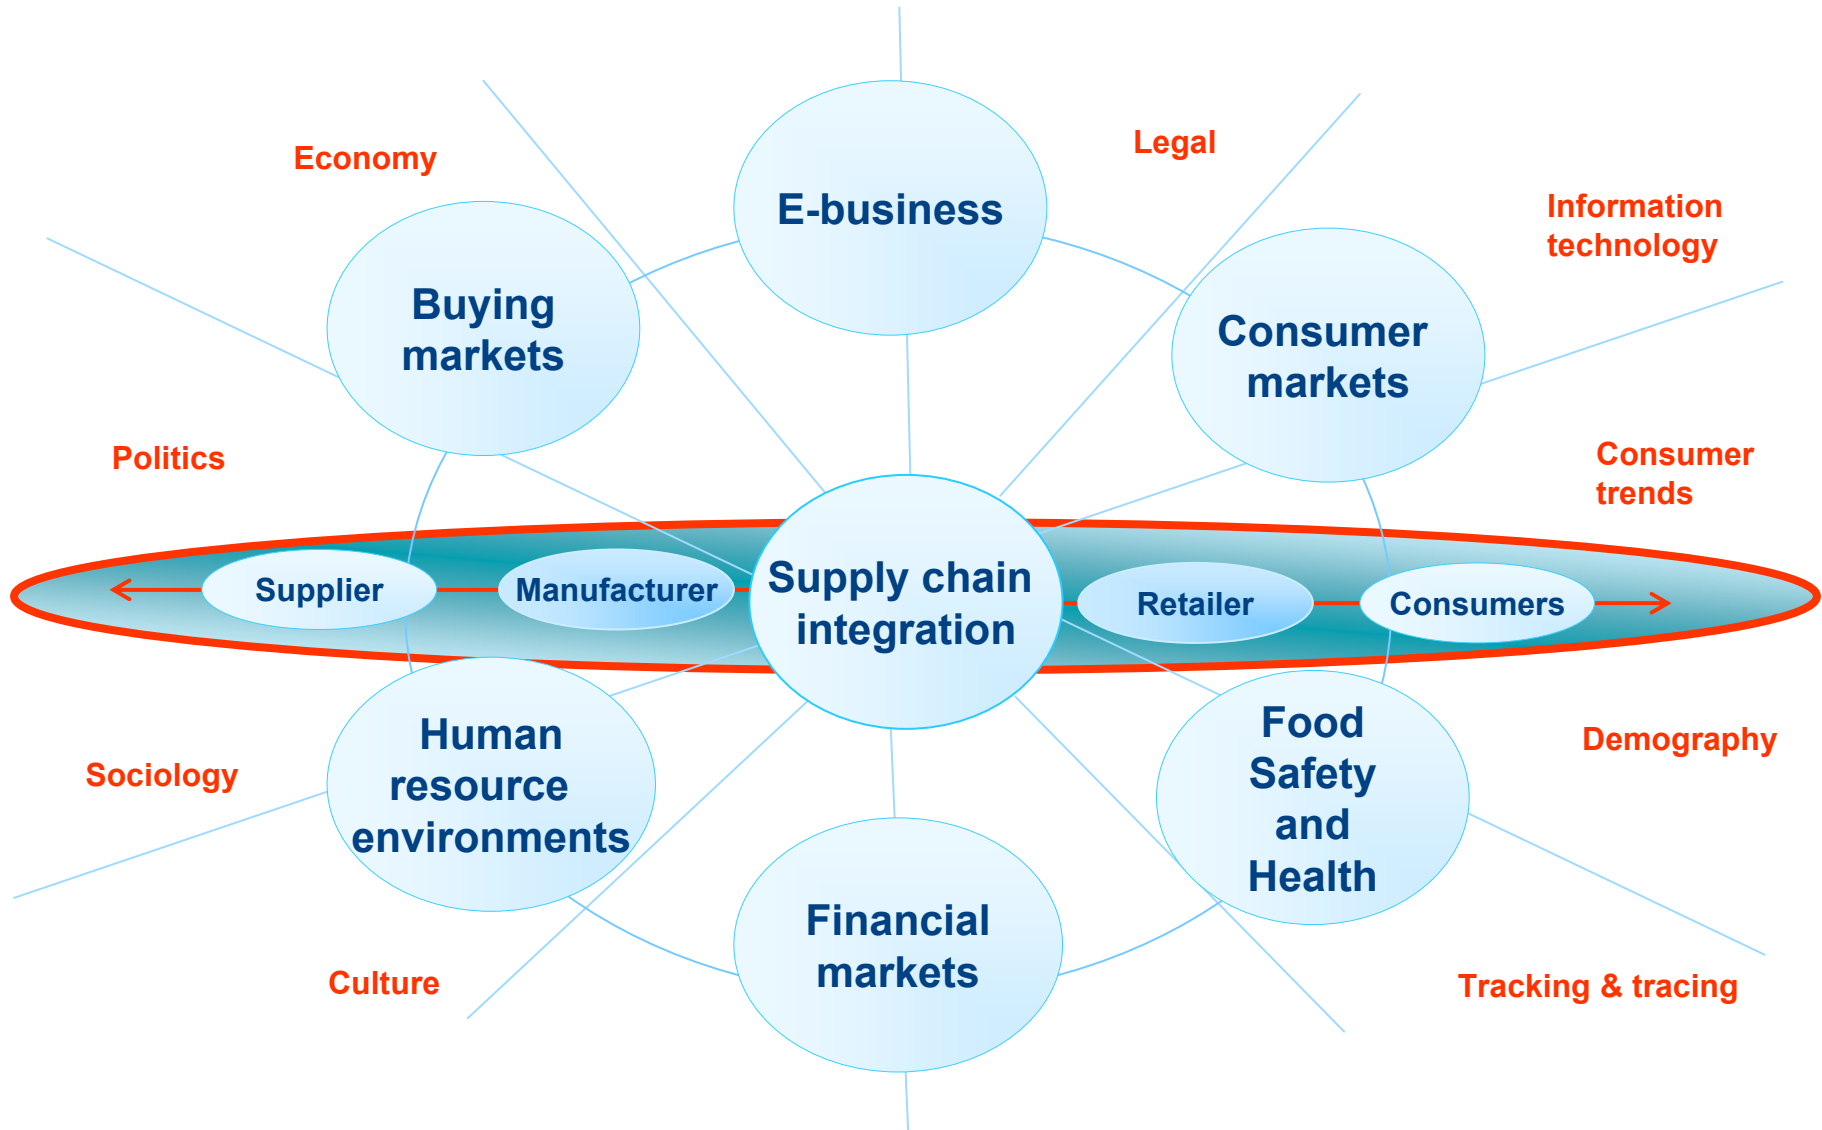 Economy
Legal
E-business
Information
technology
Buying
markets
Consumer
markets
Politics
Consumer
trends
Supplier
Manufacturer
Supply chain
integration
Retailer
Consumers
Human
resource
environments
Food
Safety
and
Health
Sociology
Demography
Financial
markets
Culture
Tracking & tracing